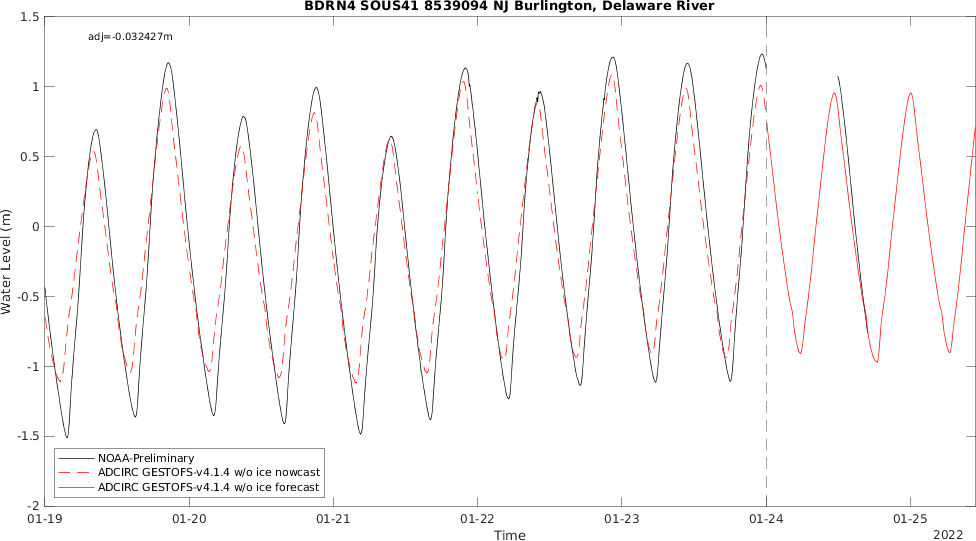 BDRN4 SOUS41 8539094 NJ Burlington, Delaware River
adj=-0.032427m
1.5
1
0.5
0
-0.5
-1
-1.5
-2
Water Level (m)
NOAA-Preliminary
ADCIRC GESTOFS-v4.1.4 w/o ice nowcast
ADCIRC GESTOFS-v4.1.4 w/o ice forecast
01-19 01-20 01-21 01-22 01-23 01-24 01-25
Time
2022